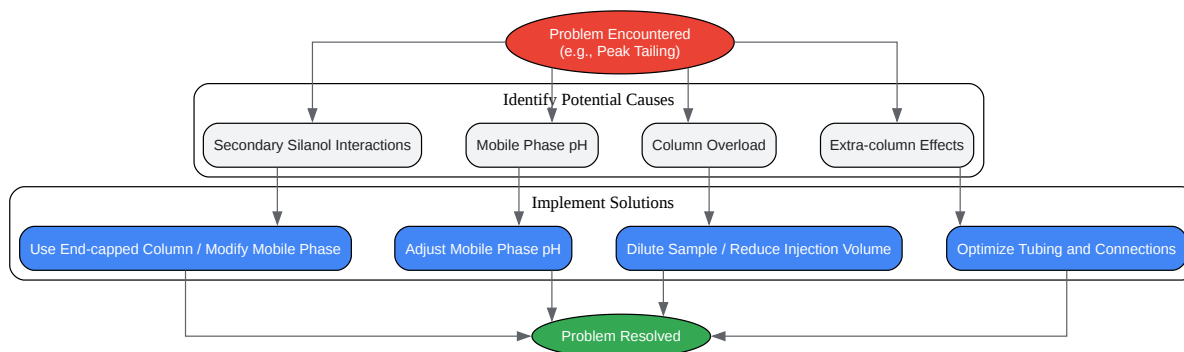 Problem Encountered
(e.g., Peak Tailing)
Identify Potential Causes
Secondary Silanol Interactions
Mobile Phase pH
Column Overload
Extra-column Effects
Implement Solutions
Use End-capped Column / Modify Mobile Phase
Adjust Mobile Phase pH
Dilute Sample / Reduce Injection Volume
Optimize Tubing and Connections
Problem Resolved